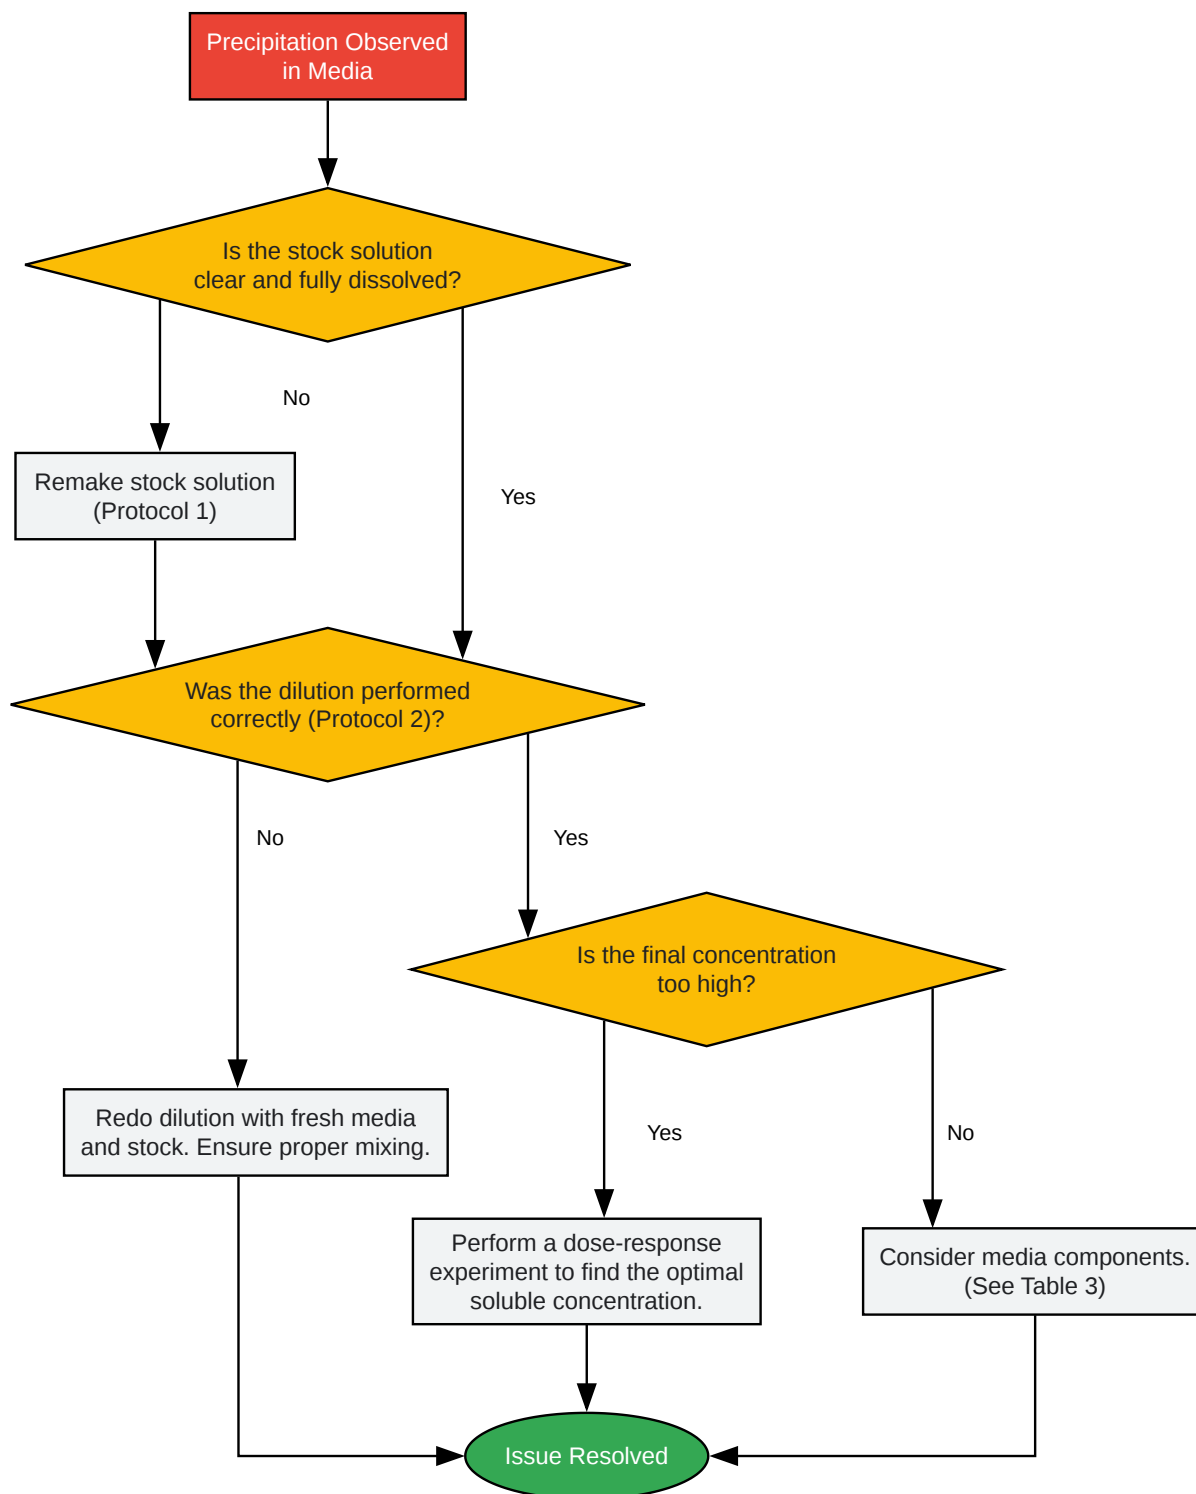 Precipitation Observed
in Media
Is the stock solution
clear and fully dissolved?
No
Remake stock solution
(Protocol 1)
Yes
Was the dilution performed
correctly (Protocol 2)?
No
Yes
Is the final concentration
too high?
Redo dilution with fresh media
and stock. Ensure proper mixing.
Yes
No
Perform a dose-response
experiment to find the optimal
soluble concentration.
Consider media components.
(See Table 3)
Issue Resolved